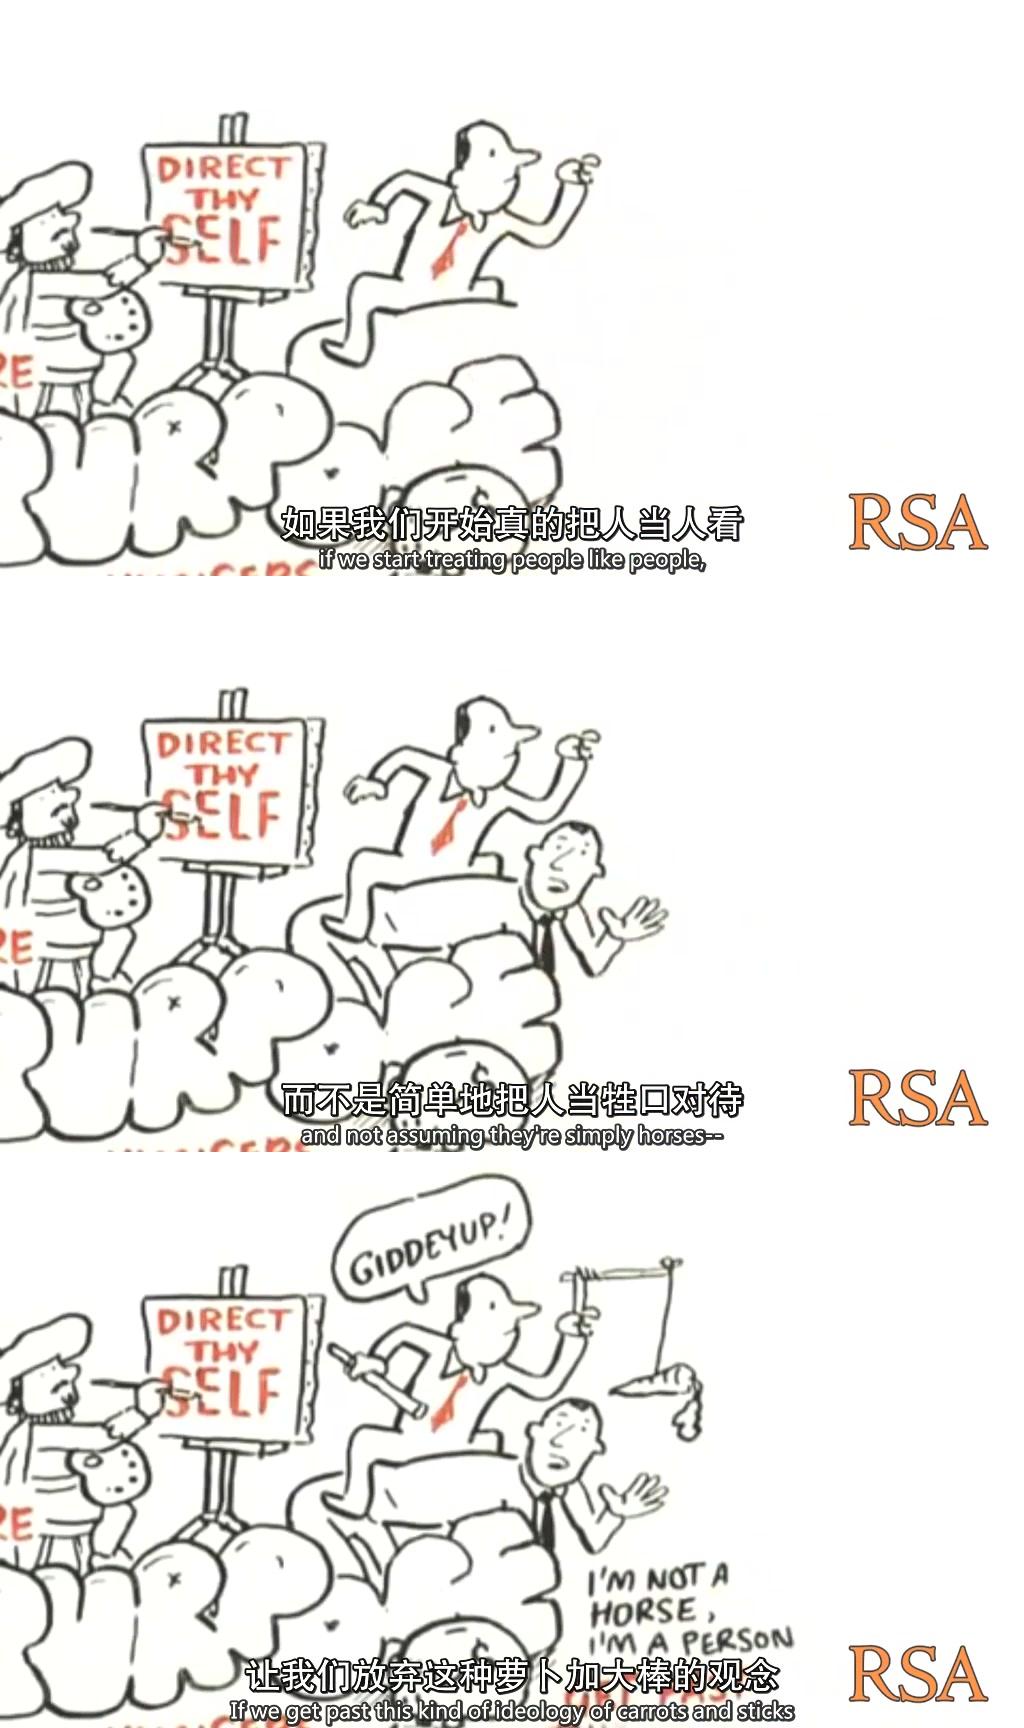 DIRECT
THY
SELF
RE
RSA
如果我们开始真的把人当人看
if we start treating people like people,
DIRECT
THY
SELF
RE
RSA
而不是简单地把人当牲口对待
and not assuming they're simply horses--
GIDDEYUP!
DIRECT
THY
SELF
RE
I'M NOT A
HORSE,
I'M A PERSON
RSA
让我们放弃这种萝卜加大棒的观念
If we get past this kind of ideology of carrots and sticks